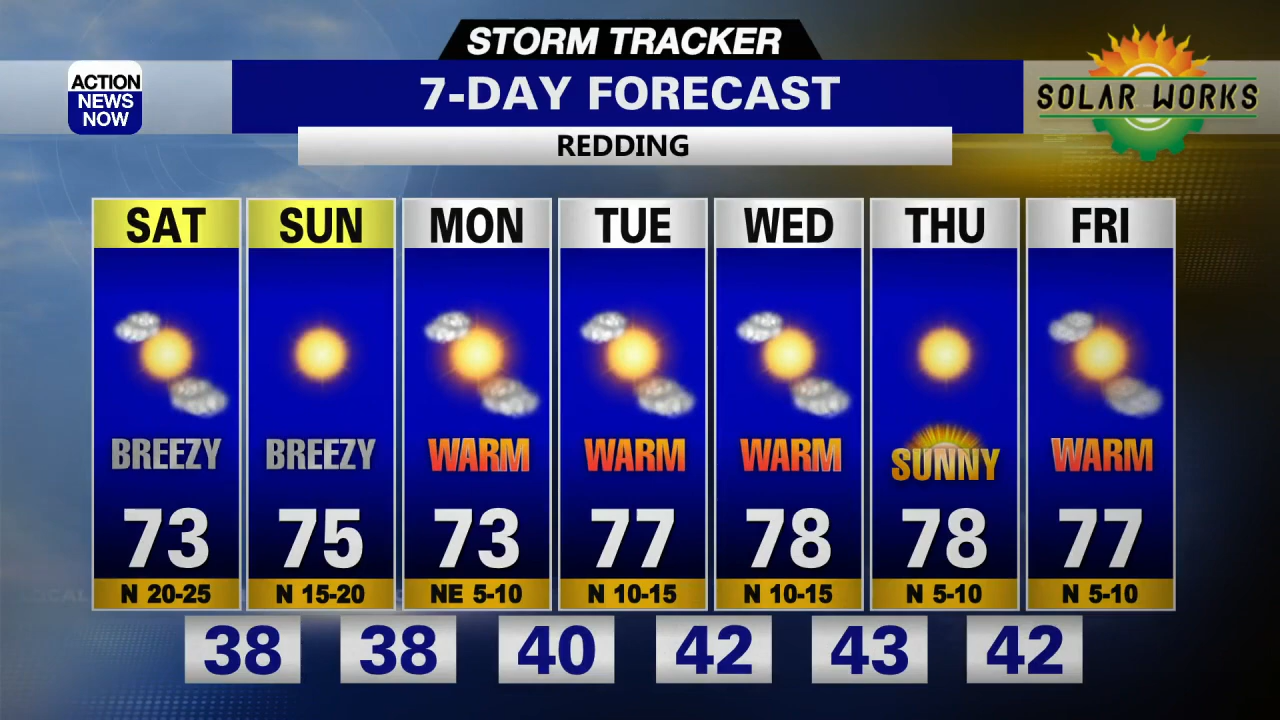 STORM TRACKER
ACTION
NEWS
NOW
7-DAY FORECAST
SOLAR WORKS
REDDING
SAT SUN MON TUE WED THU FRI
BREEZY BREEZY WARM WARM WARM SUNNY WARM
73 75 73 77 78 78 77
N 20-25 N 15-20 NE 5-10 N 10-15 N 10-15 N 5-10 N 5-10
LOCAL
38 38 40 42 43 42